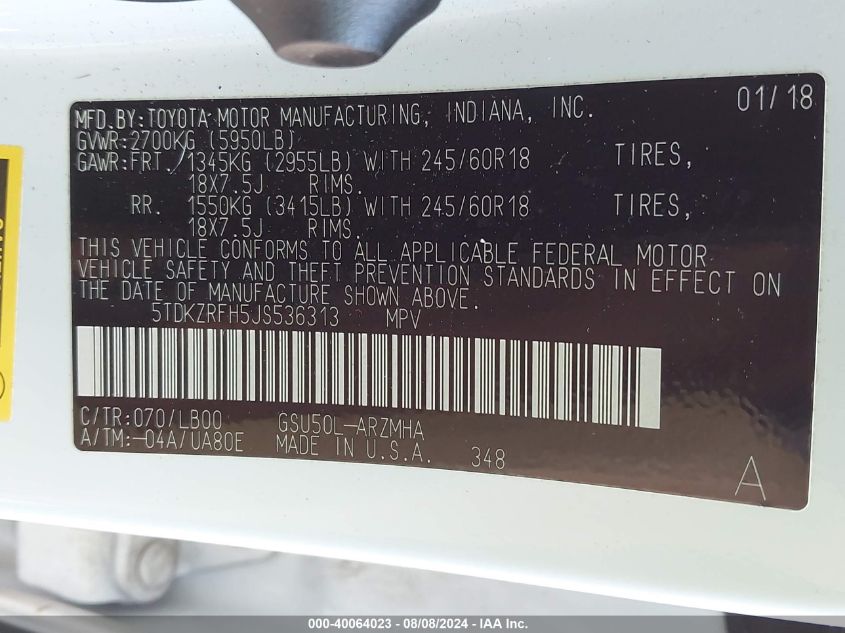 MFD.BY:TOYOTA MOTOR MANUFACTURING, INDIANA, INC. 01/18
GVWR:2700KG (5950LB)
GAWR:FRT. 1345KG (2955LB) WITH 245/60R18 TIRES,
18X7.5J RIMS.
RR. 1550KG (3415LB) WITH 245/60R18 TIRES,
18X7.5J RIMS.
THIS VEHICLE CONFORMS TO ALL APPLICABLE FEDERAL MOTOR
VEHICLE SAFETY AND THEFT PREVENTION STANDARDS IN EFFECT ON
THE DATE OF MANUFACTURE SHOWN ABOVE.
5TDKZRFH5JS536313 MPV
C/TR:070/LB00 GSU50L-ARZMHA
A/TM:-04A/UA80E MADE IN U.S.A. 348
A
000-40064023 - 08/08/2024 - IAA Inc.